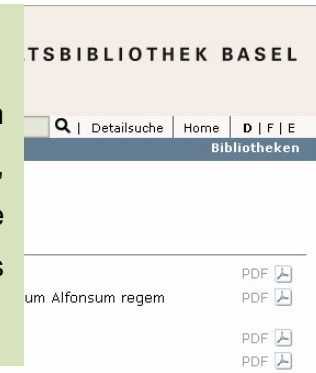 TSBIBLIOTHEK BASEL
| Detailsuche | Home | D | F | E
Bibliotheken
PDF
um Alfonsum regem PDF
PDF
PDF